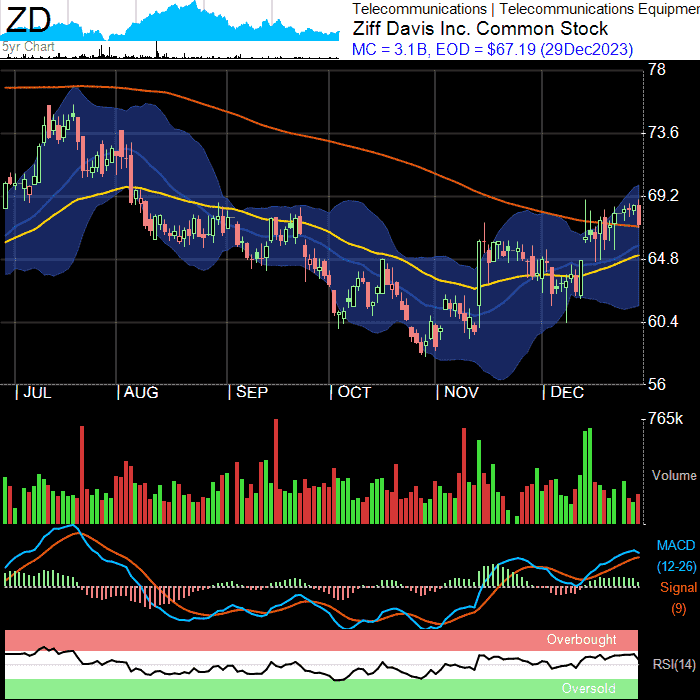 ZD
5yr Chart
Telecommunications | Telecommunications Equipmen
Ziff Davis Inc. Common Stock
MC = 3.1B, EOD = $67.19 (29Dec2023)
78
73.6
69.2
64.8
60.4
56
| JUL | AUG | SEP | OCT | NOV | DEC
765k
Volume
MACD
(12-26)
Signal
(9)
Overbought
RSI(14)
Oversold